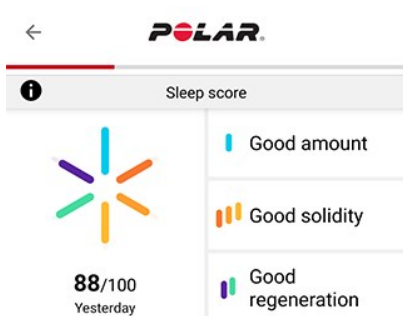 POLAR.
Sleep score
Good amount
Good solidity
88/100
Yesterday
Good
regeneration